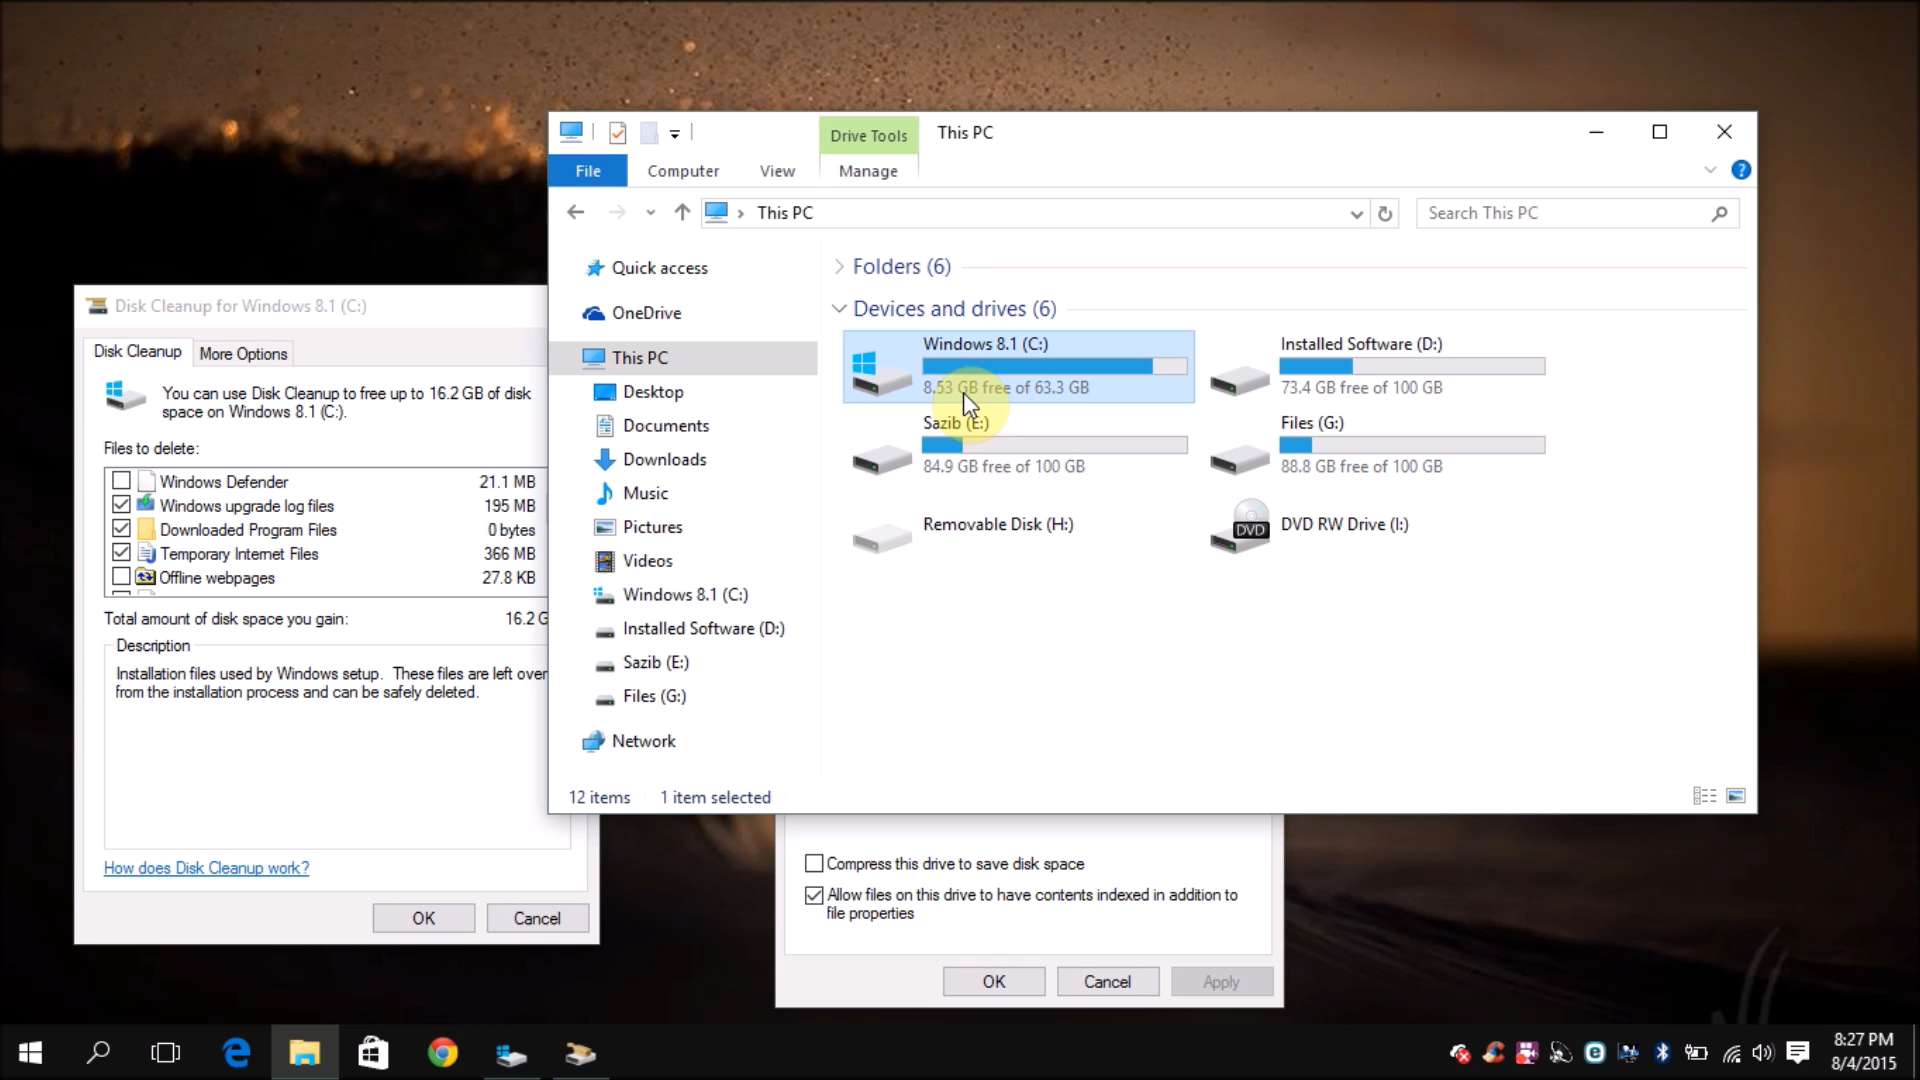 Drive Tools
This PC
File
Computer
View
Manage
This PC
Search This PC
Quick access
OneDrive
This PC
Desktop
Documents
Downloads
Music
Pictures
Videos
Windows 8.1 (C:)
Installed Software (D:)
Sazib (E:)
Files (G:)
Network
Folders (6)
Devices and drives (6)
Windows 8.1 (C:)
8.53 GB free of 63.3 GB
Installed Software (D:)
73.4 GB free of 100 GB
Sazib (E:)
84.9 GB free of 100 GB
Files (G:)
88.8 GB free of 100 GB
Removable Disk (H:)
DVD
DVD RW Drive (I:)
12 items
1 item selected
Disk Cleanup for Windows 8.1 (C:)
Disk Cleanup
More Options
You can use Disk Cleanup to free up to 16.2 GB of disk
space on Windows 8.1 (C:).
Files to delete:
Windows Defender 21.1 MB
Windows upgrade log files 195 MB
Downloaded Program Files 0 bytes
Temporary Internet Files 366 MB
Offline webpages 27.8 KB
Total amount of disk space you gain: 16.2 G
Description
Installation files used by Windows setup. These files are left over
from the installation process and can be safely deleted.
How does Disk Cleanup work?
OK
Cancel
Compress this drive to save disk space
Allow files on this drive to have contents indexed in addition to
file properties
OK
Cancel
Apply
8:27 PM
8/4/2015